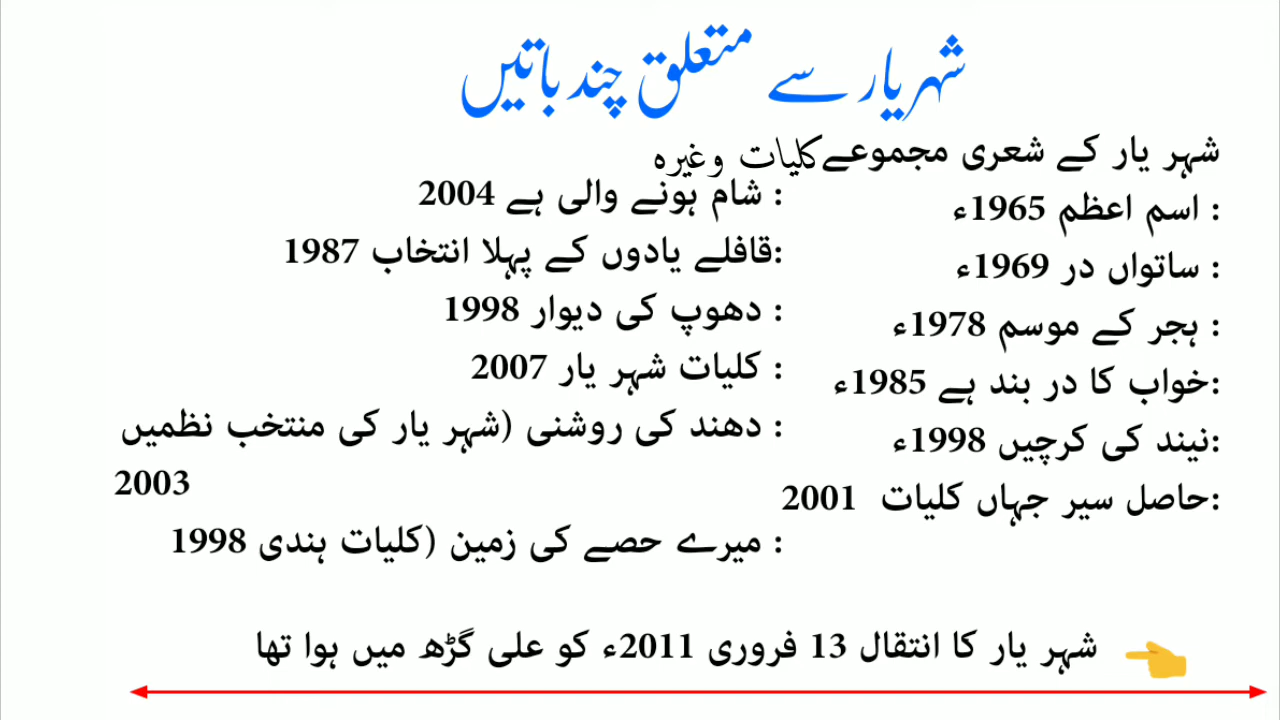 شہر یار سے متعلق چند باتیں
شہر یار کے شعری مجموعے کلیات وغیرہ
: اسم اعظم 1965ء
: ساتواں در 1969ء
: ہجر کے موسم 1978ء
:خواب کا در بند ہے 1985ء
:نیند کی کرچیں 1998ء
:حاصل سیر جہاں کلیات 2001
: شام ہونے والی ہے 2004
:قافلے یادوں کے پہلا انتخاب 1987
: دھوپ کی دیوار 1998
: کلیات شہر یار 2007
: دھند کی روشنی (شہر یار کی منتخب نظمیں
2003
: میرے حصے کی زمین (کلیات ہندی 1998
شہر یار کا انتقال 13 فروری 2011ء کو علی گڑھ میں ہوا تھا